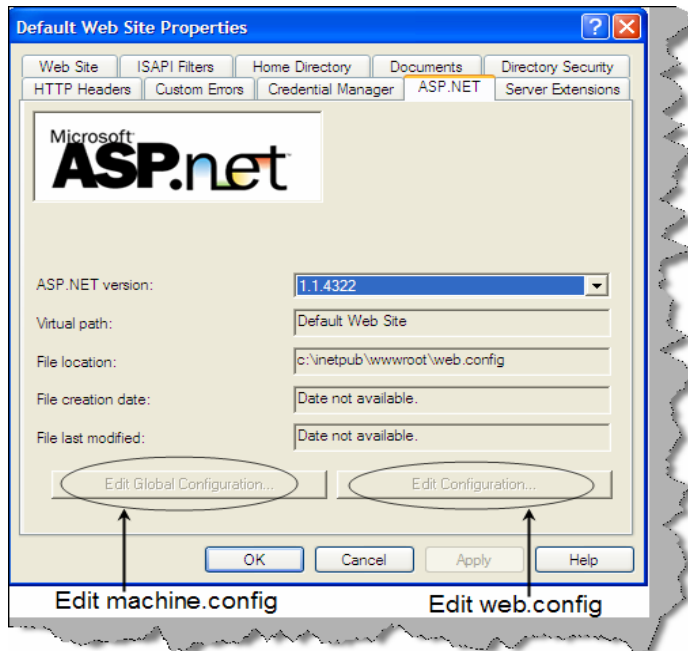 Default Web Site Properties
Web Site ISAPI Filters Home Directory Documents Directory Security
HTTP Headers Custom Errors Credential Manager ASP.NET Server Extensions
Microsoft
ASP.net
ASP.NET version: 1.1.4322
Virtual path: Default Web Site
File location: c:\inetpub\wwwroot\web.config
File creation date: Date not available.
File last modified: Date not available.
Edit Global Configuration... Edit Configuration...
OK Cancel Apply Help
Edit machine.config Edit web.config